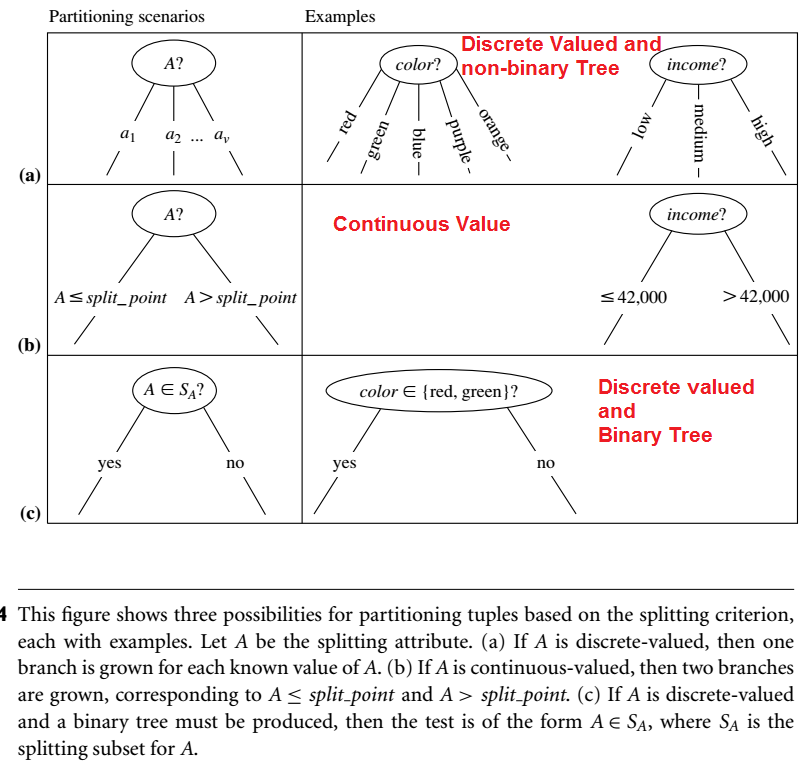 Partitioning scenarios
Examples
A?
a1 a2 ... av
color?
red
green
blue
purple
orange
Discrete Valued and
non-binary Tree
income?
low
medium
high
(a)
A?
A ≤ split_point A > split_point
Continuous Value
income?
≤ 42,000 > 42,000
(b)
A ∈ SA?
yes no
color ∈ {red, green}?
yes no
Discrete valued
and
Binary Tree
(c)
4 This figure shows three possibilities for partitioning tuples based on the splitting criterion,
each with examples. Let A be the splitting attribute. (a) If A is discrete-valued, then one
branch is grown for each known value of A. (b) If A is continuous-valued, then two branches
are grown, corresponding to A ≤ split_point and A > split_point. (c) If A is discrete-valued
and a binary tree must be produced, then the test is of the form A ∈ SA, where SA is the
splitting subset for A.